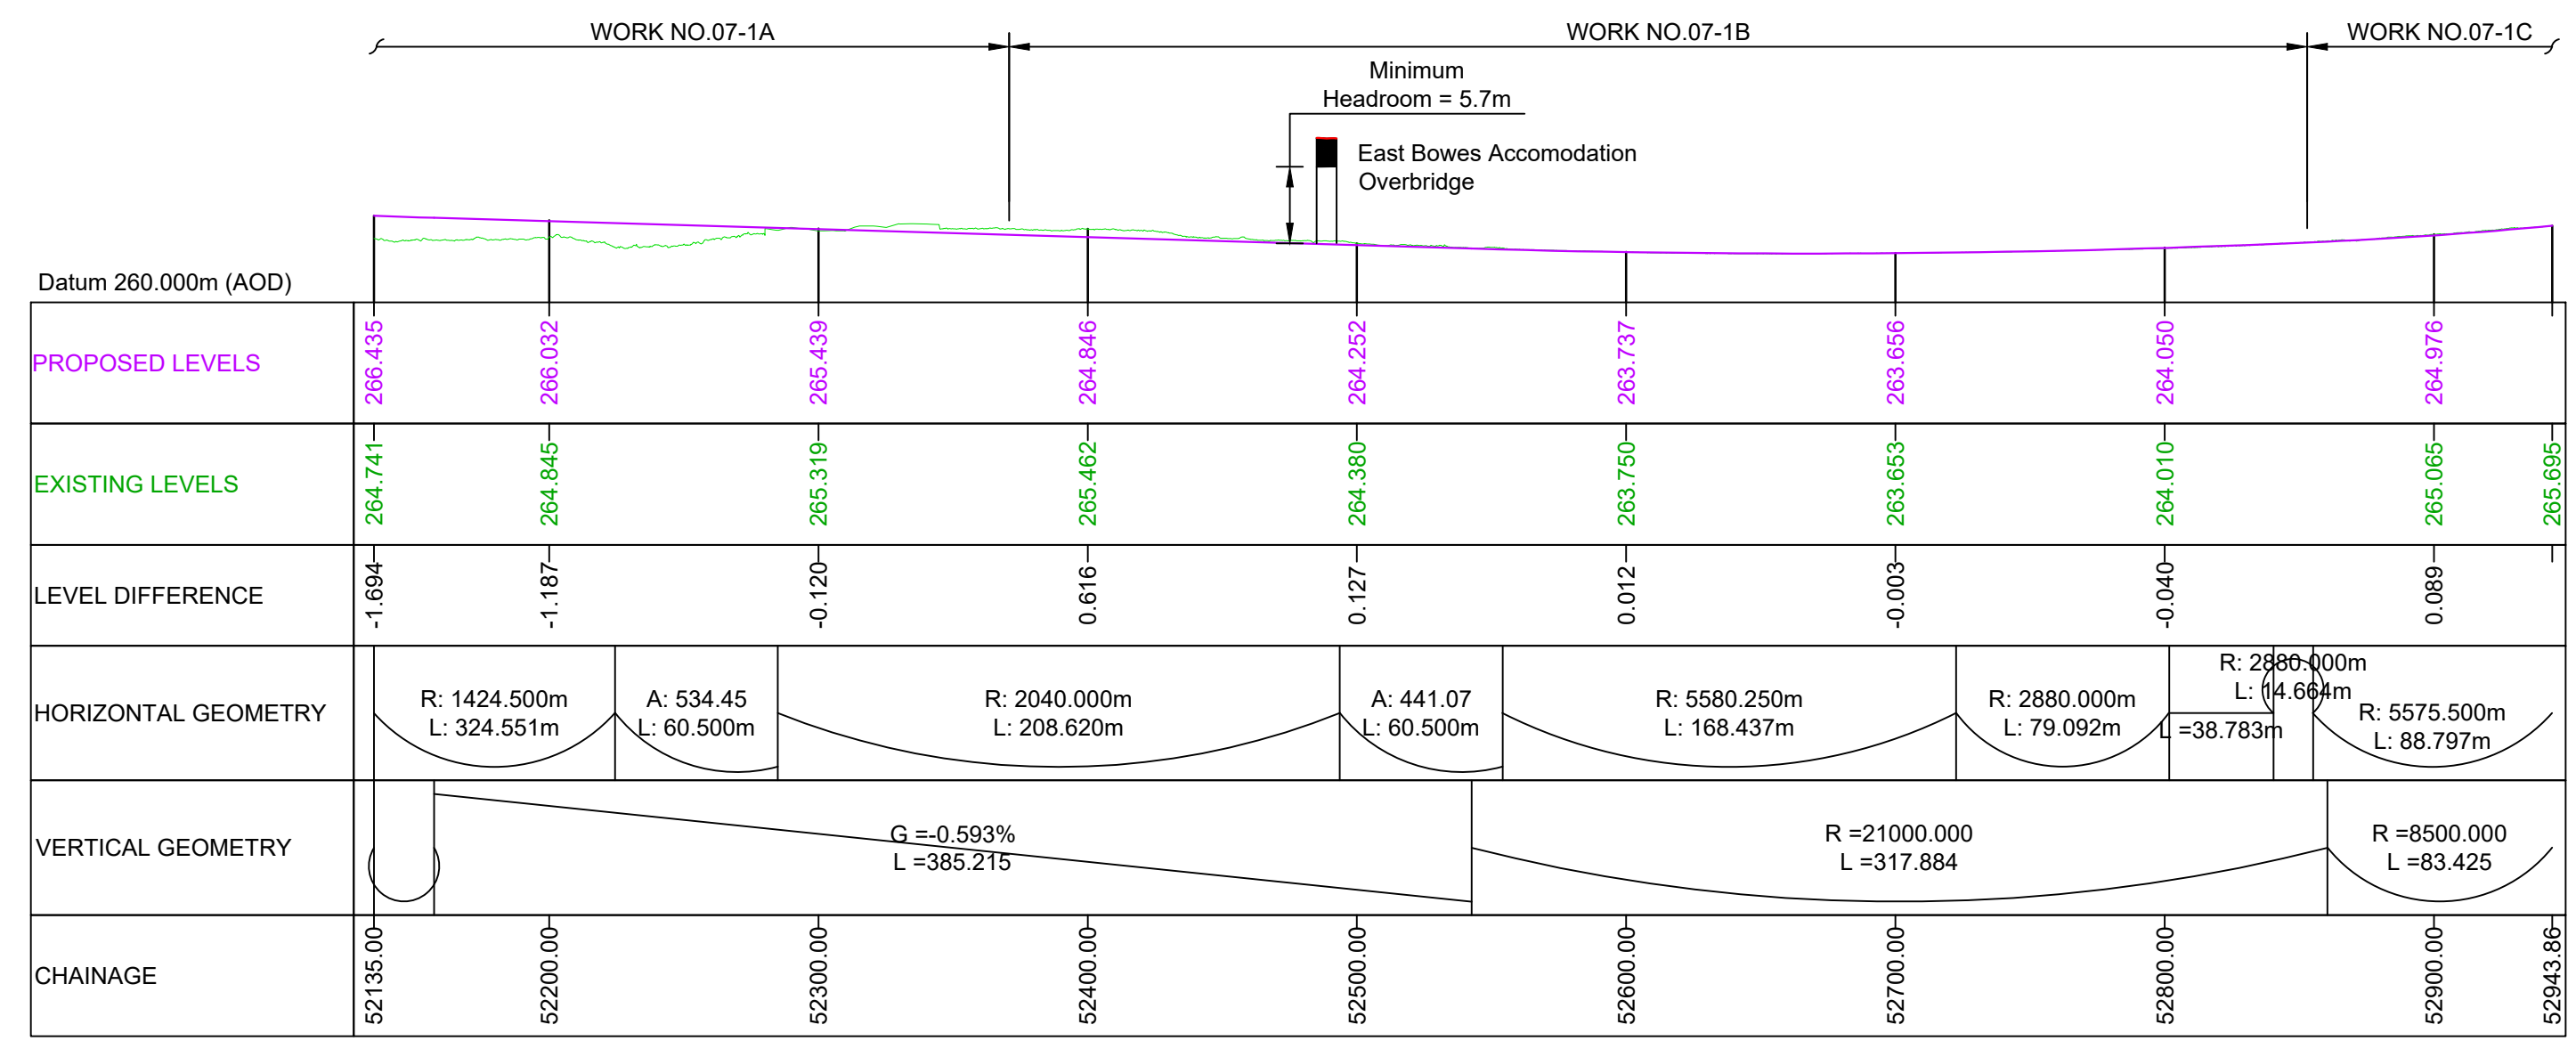 WORK NO.07-1A
WORK NO.07-1B
WORK NO.07-1C
Minimum
Headroom = 5.7m
East Bowes Accomodation
Overbridge
Datum 260.000m (AOD)
PROPOSED LEVELS
266.435
266.032
265.439
264.846
264.252
263.737
263.656
264.050
264.976
EXISTING LEVELS
264.741
264.845
265.319
265.462
264.380
263.750
263.653
264.010
265.065
265.695
LEVEL DIFFERENCE
-1.694
-1.187
-0.120
0.616
0.127
0.012
-0.003
-0.040
0.089
HORIZONTAL GEOMETRY
R: 1424.500m
L: 324.551m
A: 534.45
L: 60.500m
R: 2040.000m
L: 208.620m
A: 441.07
L: 60.500m
R: 5580.250m
L: 168.437m
R: 2880.000m
L: 79.092m
L =38.783m
R: 2880.000m
L: 14.664m
R: 5575.500m
L: 88.797m
VERTICAL GEOMETRY
G =-0.593%
L =385.215
R =21000.000
L =317.884
R =8500.000
L =83.425
CHAINAGE
52135.00
52200.00
52300.00
52400.00
52500.00
52600.00
52700.00
52800.00
52900.00
52943.86